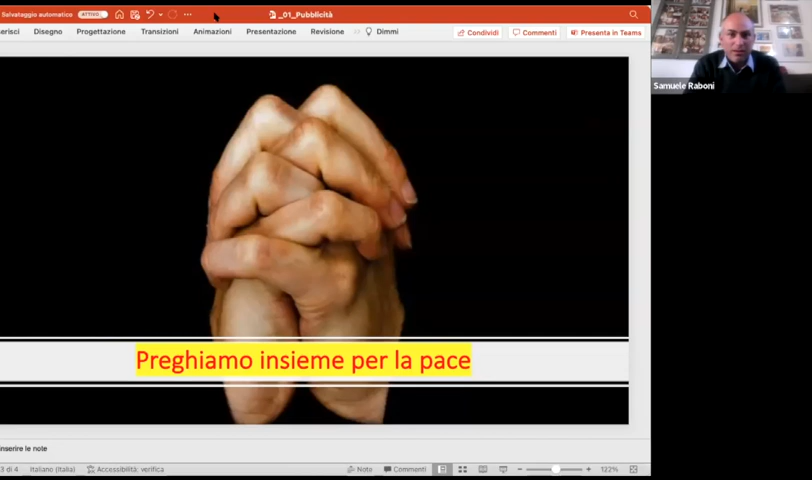 Salvataggio automatico
ATTIVO
_01_Pubblicità
erisci
Disegno
Progettazione
Transizioni
Animazioni
Presentazione
Revisione
Dimmi
Condividi
Commenti
Presenta in Teams
Samuele Raboni
Preghiamo insieme per la pace
inserire le note
3 di 4
Italiano (Italia)
Accessibilità: verifica
Note
Commenti
122%